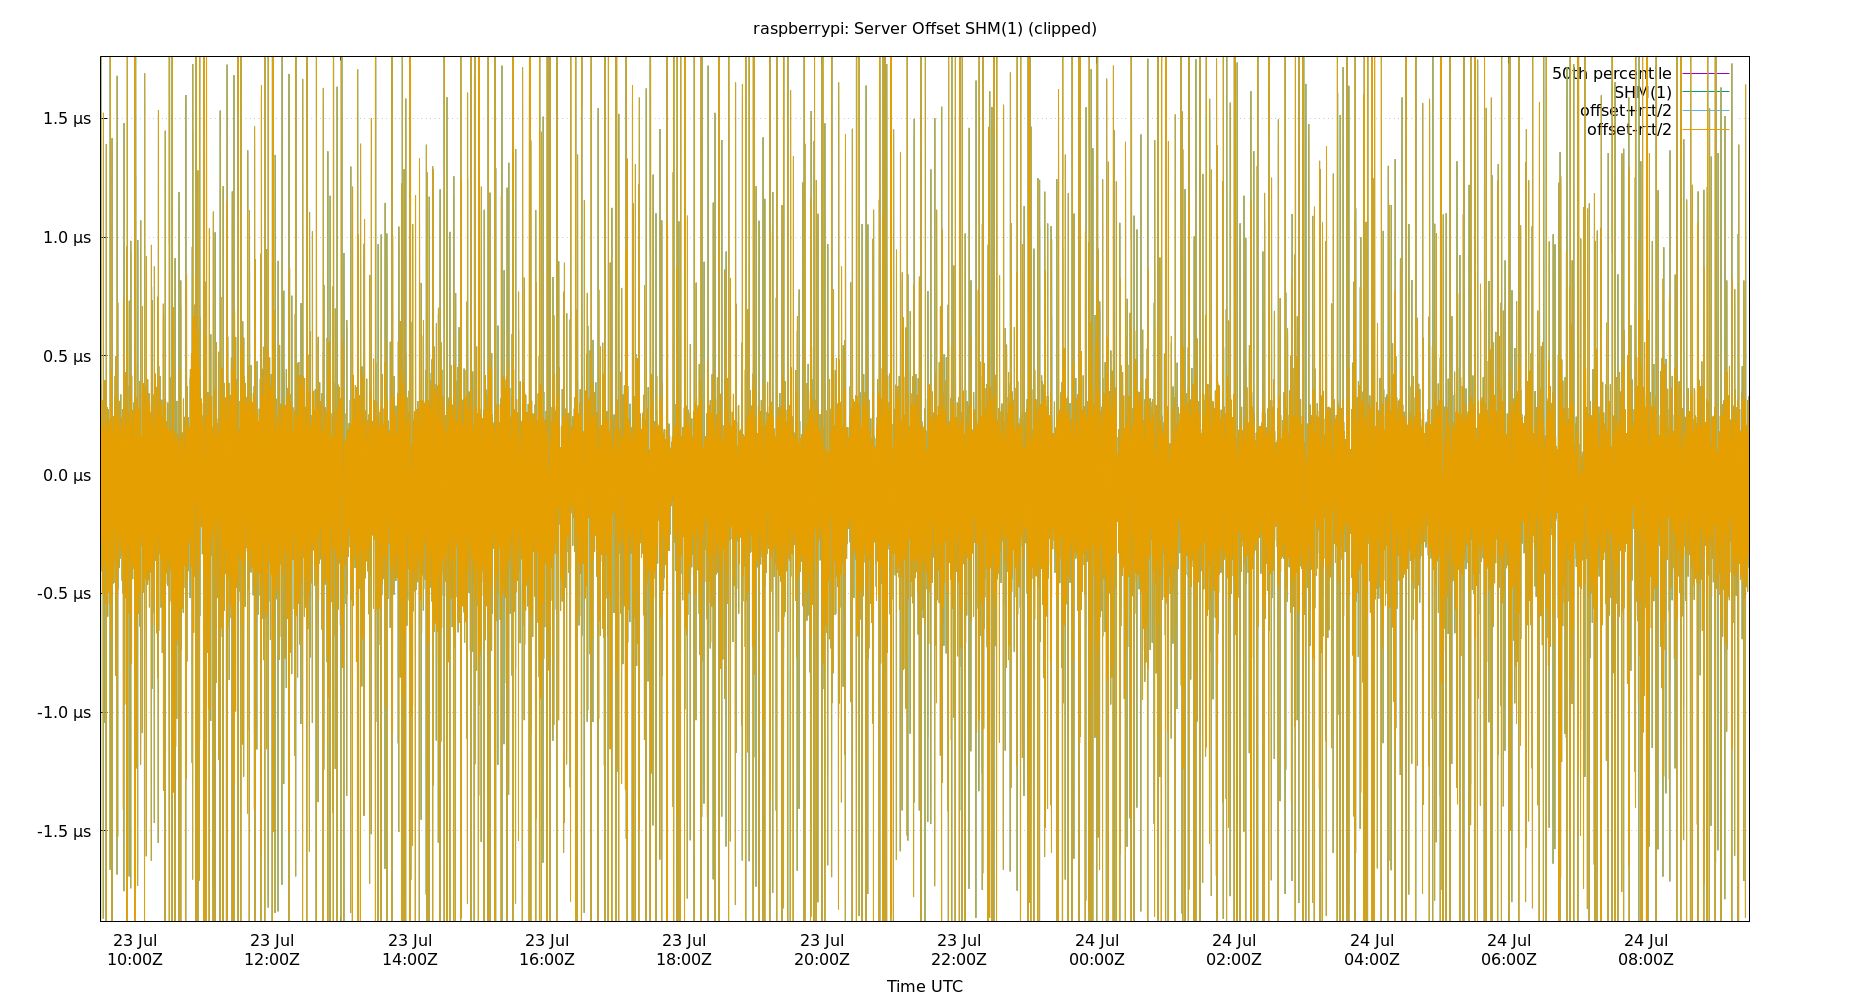 raspberrypi: Server Offset SHM(1) (clipped)
50th percentile
SHM(1)
offset+rtt/2
offset-rtt/2
1.5 µs
1.0 µs
0.5 µs
0.0 µs
-0.5 µs
-1.0 µs
-1.5 µs
23 Jul 23 Jul 23 Jul 23 Jul 23 Jul 23 Jul 23 Jul 24 Jul 24 Jul 24 Jul 24 Jul 24 Jul
10:00Z 12:00Z 14:00Z 16:00Z 18:00Z 20:00Z 22:00Z 00:00Z 02:00Z 04:00Z 06:00Z 08:00Z
Time UTC